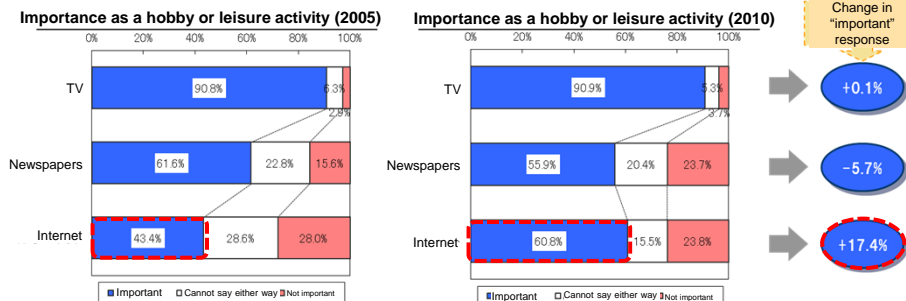 Importance as a hobby or leisure activity (2005)
0% 20% 40% 60% 80% 100%
TV
90.8% 6.3% 2.9%
Newspapers
61.6% 22.8% 15.6%
Internet
43.4% 28.6% 28.0%
Important Cannot say either way Not important
Importance as a hobby or leisure activity (2010)
0% 20% 40% 60% 80% 100%
TV
90.9% 5.3% 3.7%
Newspapers
55.9% 20.4% 23.7%
Internet
60.8% 15.5% 23.8%
Important Cannot say either way Not important
Change in
“important”
response
+0.1%
-5.7%
+17.4%